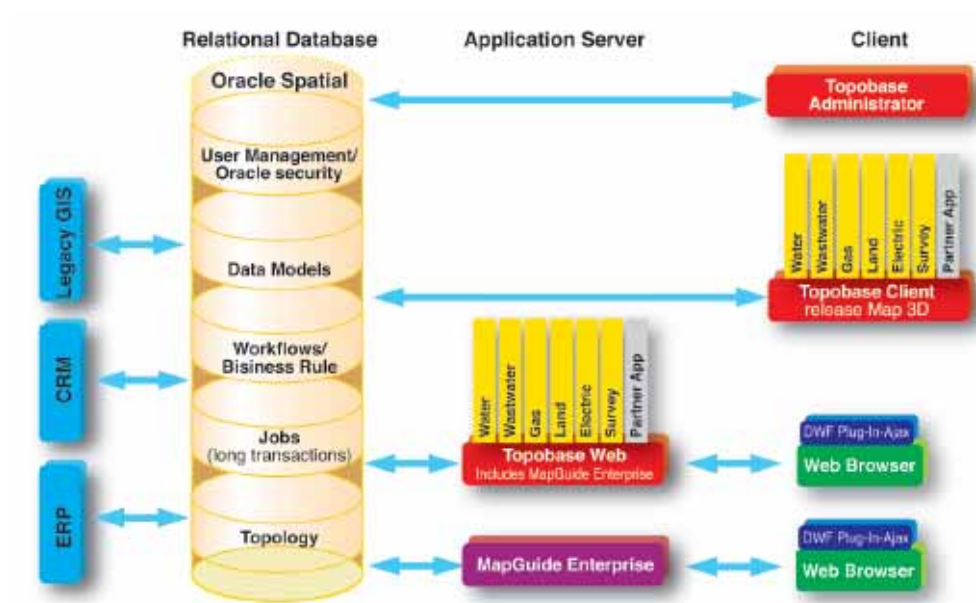 Relational Database
Application Server
Client
Oracle Spatial
Topobase
Administrator
User Management/
Oracle security
Legacy GIS
Data Models
Water
Wastwater
Gas
Land
Electric
Survey
Partner App
Topobase Client
release Map 3D
CRM
Workflows/
Bisiness Rule
Water
Wastwater
Gas
Land
Electric
Survey
Partner App
Jobs
(long transactions)
Topobase Web
Includes MapGuide Enterprise
DWF Plug-In-Ajax
Web Browser
ERP
Topology
MapGuide Enterprise
DWF Plug-In-Ajax
Web Browser